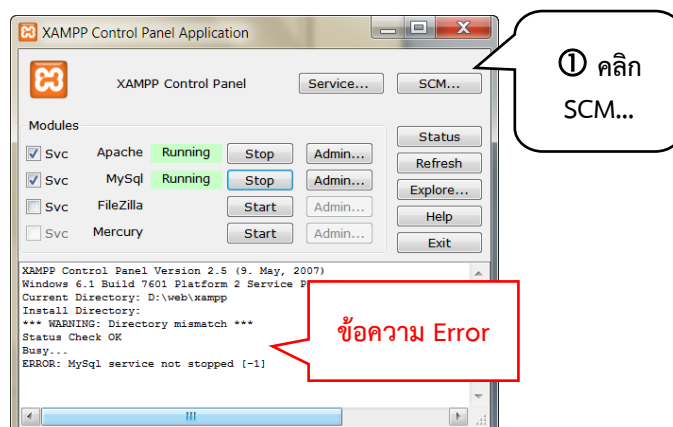 XAMPP Control Panel Application
① คลิก
SCM...
XAMPP Control Panel
Service...
SCM...
Modules
Status
Svc Apache Running Stop Admin...
Refresh
Svc MySql Running Stop Admin...
Explore...
Svc FileZilla Start Admin...
Help
Svc Mercury Start Admin...
Exit
XAMPP Control Panel Version 2.5 (9. May, 2007)
Windows 6.1 Build 7601 Platform 2 Service
Current Directory: D:\web\xampp
Install Directory:
*** WARNING: Directory mismatch ***
Status Check OK
Busy...
ERROR: MySql service not stopped [-1]
ข้อความ Error